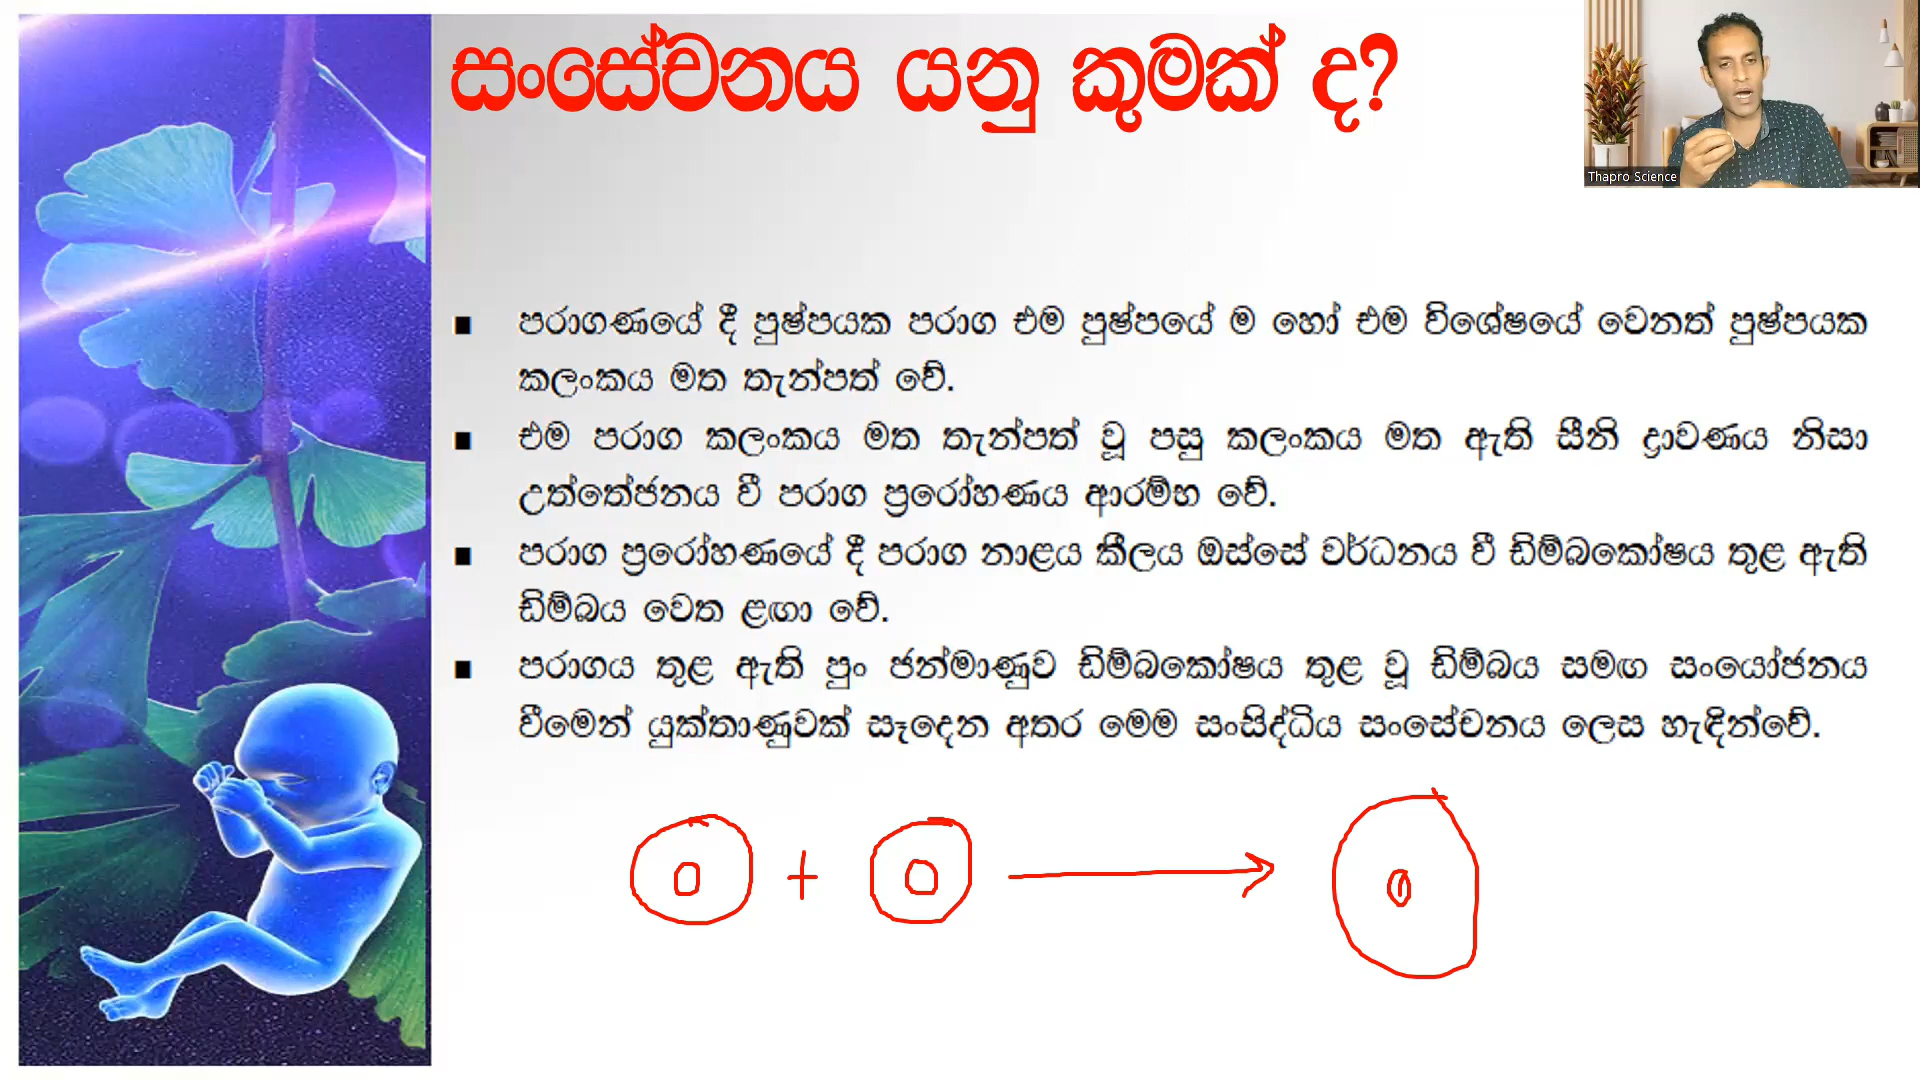 සංසේචනය යනු කුමක් ද?
Thapro Science
▪ පරාගණයේ දී පුෂ්පයක පරාග එම පුෂ්පයේ ම හෝ එම විශේෂයේ වෙනත් පුෂ්පයක
කලංකය මත තැන්පත් වේ.
▪ එම පරාග කලංකය මත තැන්පත් වූ පසු කලංකය මත ඇති සීනි ද්‍රාවණය නිසා
උත්තේජනය වී පරාග ප්‍රරෝහණය ආරම්භ වේ.
▪ පරාග ප්‍රරෝහණයේ දී පරාග නාළය කීලය ඔස්සේ වර්ධනය වී ඩිම්බකෝෂය තුළ ඇති
ඩිම්බය වෙත ළඟා වේ.
▪ පරාගය තුළ ඇති පුං ජන්මාණුව ඩිම්බකෝෂය තුළ වූ ඩිම්බය සමඟ සංයෝජනය
වීමෙන් යුක්තාණුවක් සෑදෙන අතර මෙම සංසිද්ධිය සංසේචනය ලෙස හැඳින්වේ.